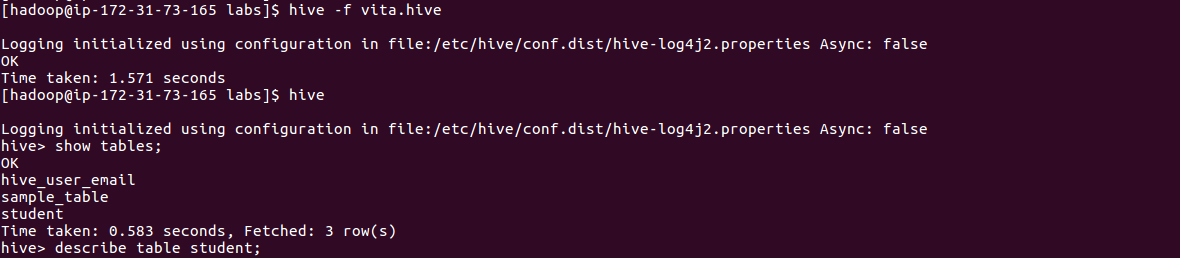 [hadoop@ip-172-31-73-165 labs]$ hive -f vita.hive
Logging initialized using configuration in file:/etc/hive/conf.dist/hive-log4j2.properties Async: false
OK
Time taken: 1.571 seconds
[hadoop@ip-172-31-73-165 labs]$ hive
Logging initialized using configuration in file:/etc/hive/conf.dist/hive-log4j2.properties Async: false
hive> show tables;
OK
hive_user_email
sample_table
student
Time taken: 0.583 seconds, Fetched: 3 row(s)
hive> describe table student;